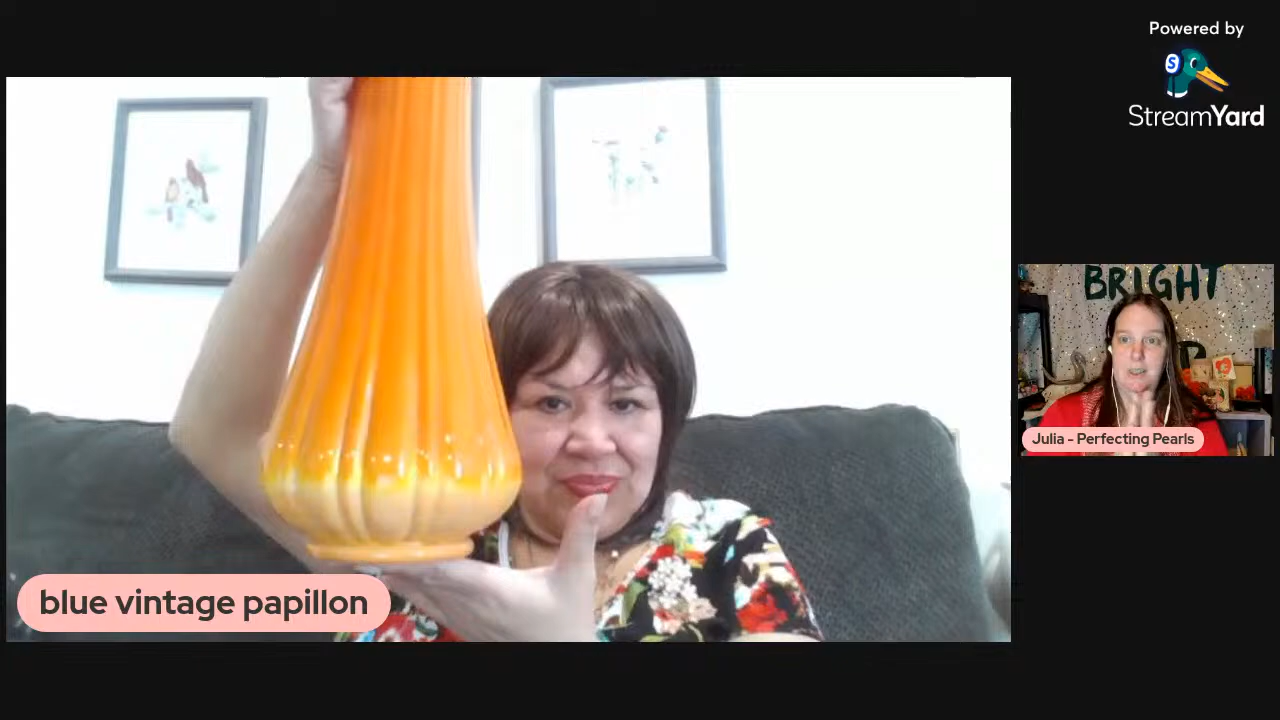 Powered by
StreamYard
BRIGHT
Julia - Perfecting Pearls
blue vintage papillon